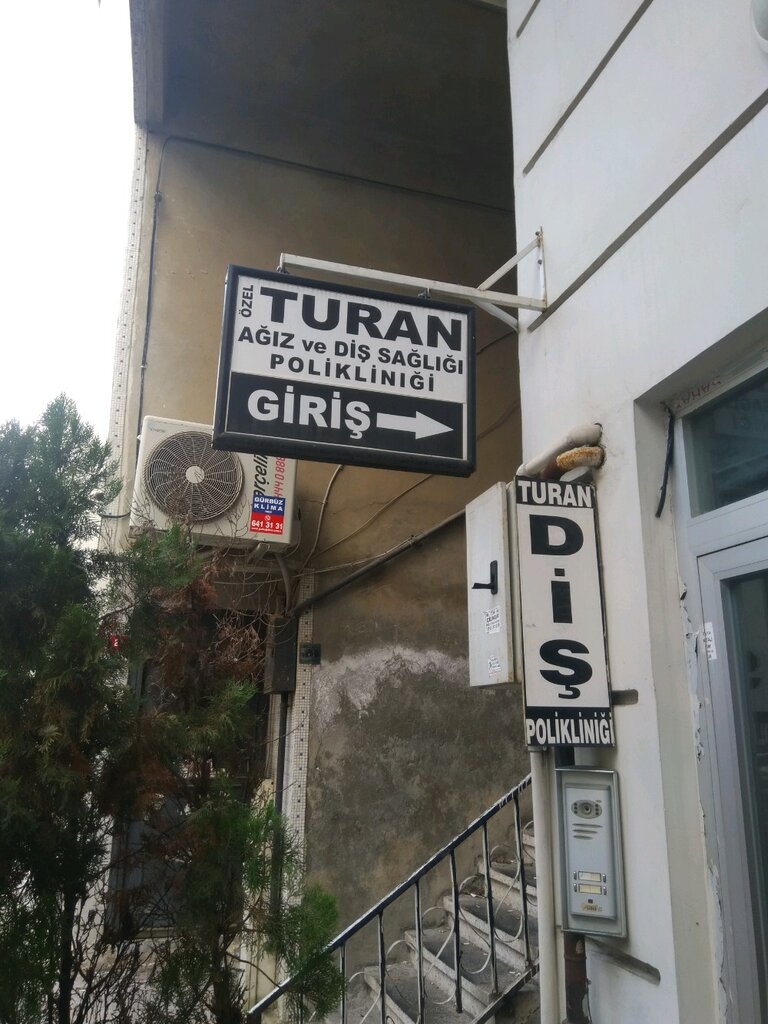 ÖZEL
TURAN
AĞIZ ve DİŞ SAĞLIĞI
POLİKLİNİĞİ
GİRİŞ
GÜRBÜZ
KLİMA
641 31 31
TURAN
DİŞ
POLİKLİNİĞİ